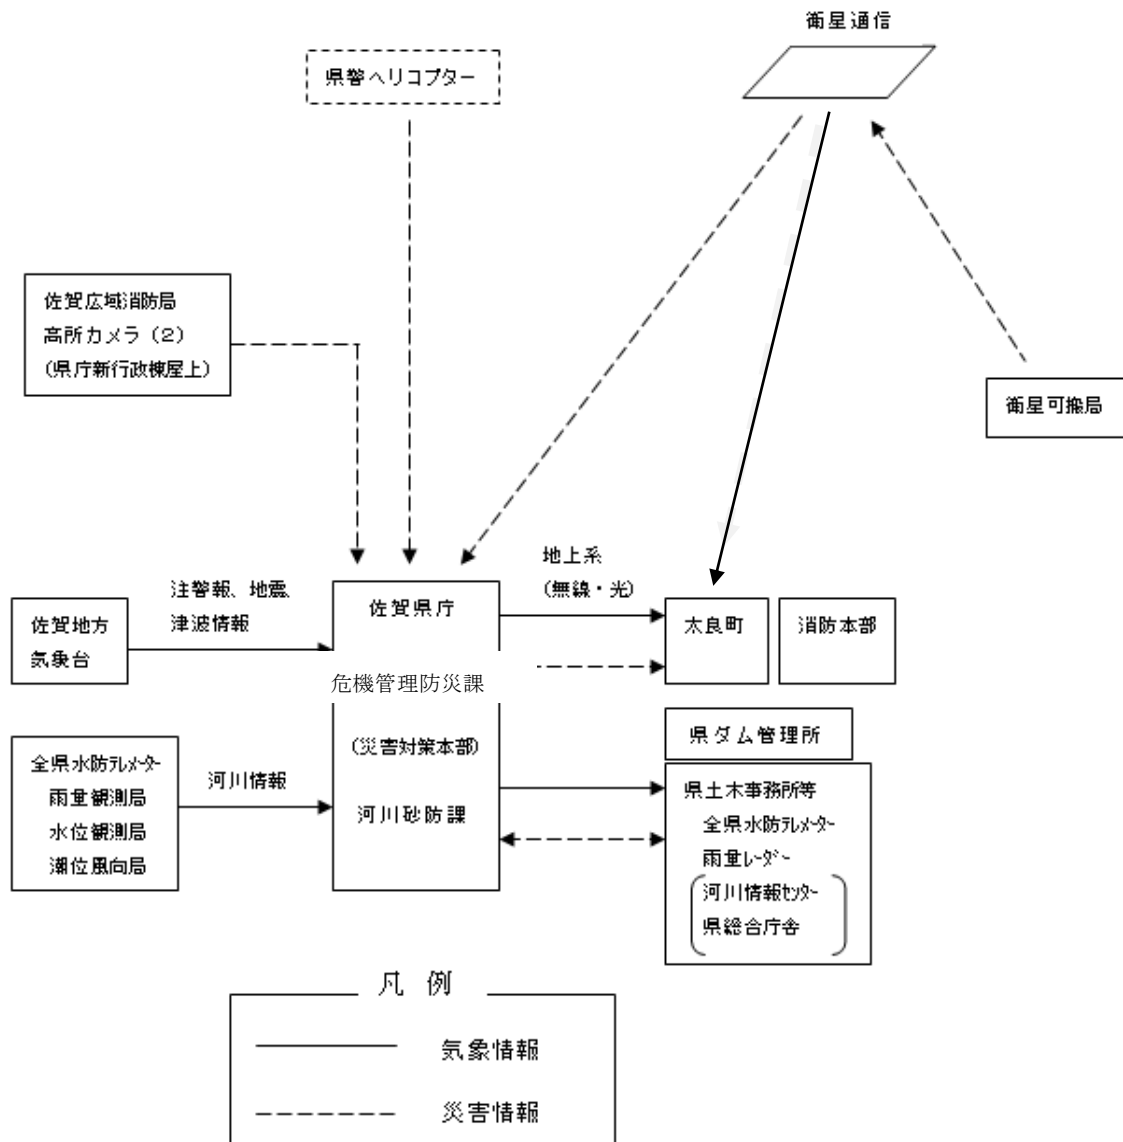 衛星通信
県警ヘリコプター
佐賀広域消防局
高所カメラ（２）
(県庁新行政棟屋上)
衛星可搬局
地上系
(無線・光)
注警報、地震、
津波情報
佐賀地方
気象台
佐賀県庁
危機管理防災課
(災害対策本部)
河川砂防課
太良町
消防本部
県ダム管理所
全県水防テレメーター
雨量観測局
水位観測局
潮位風向局
河川情報
県土木事務所等
全県水防テレメーター
雨量レーダー
河川情報センター
県総合庁舎
凡 例
気象情報
災害情報